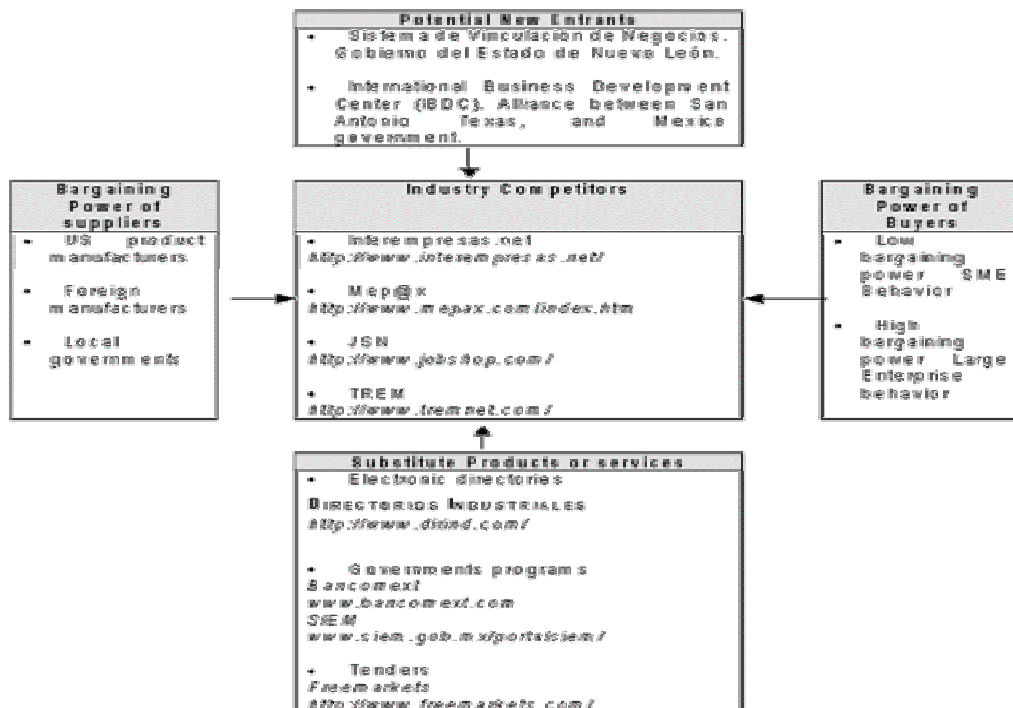 Potential New Entrants
• Sistema de Vinculación de Negocios.
Gobierno del Estado de Nuevo León.
• International Business Development
Center (IBDC). Alliance between San
Antonio Texas, and Mexico
government.
Bargaining
Power of
suppliers
• US product
manufacturers
• Foreign
manufacturers
• Local
governments
Industry Competitors
• Interempresas.net
http://www.interempresas.net/
• Mep@x
http://www.mepax.com/index.htm
• JSN
http://www.jobshop.com/
• TREM
http://www.tremnet.com/
Bargaining
Power of
Buyers
• Low
bargaining
power SME
Behavior
• High
bargaining
power Large
Enterprise
behavior
Substitute Products or services
• Electronic directories
DIRECTORIOS INDUSTRIALES
http://www.dirind.com/
• Governments programs
Bancomext
www.bancomext.com
SIEM
www.siem.gob.mx/portalsiem/
• Tenders
Freemarkets
http://www.freemarkets.com/